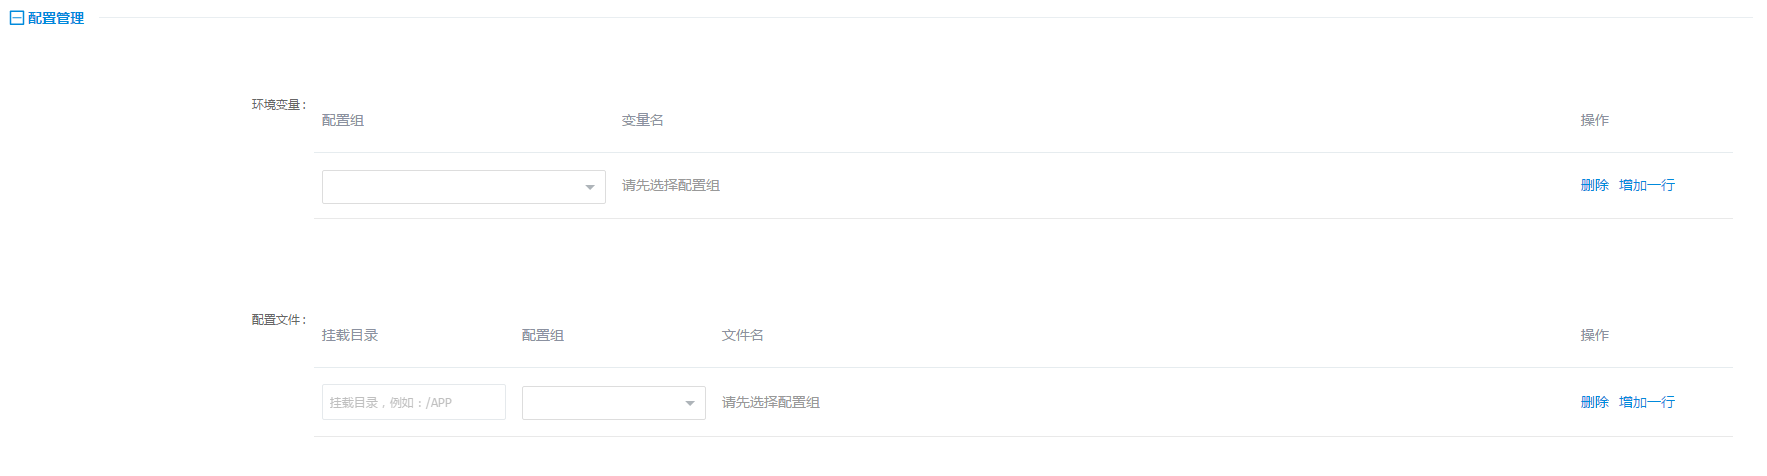 配置管理
环境变量：
配置组 变量名 操作
请先选择配置组 删除 增加一行
配置文件：
挂载目录 配置组 文件名 操作
挂载目录，例如：/APP 请先选择配置组 删除 增加一行